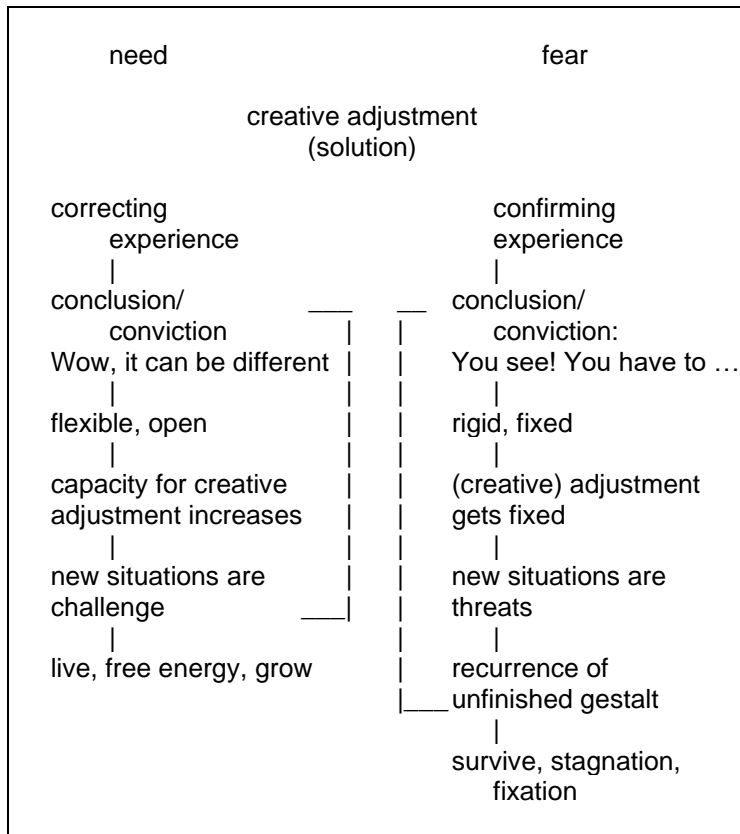 need
fear
creative adjustment
(solution)
correcting
experience
|
conclusion/
conviction
Wow, it can be different
|
flexible, open
|
capacity for creative
adjustment increases
|
new situations are
challenge
|
live, free energy, grow
confirming
experience
|
conclusion/
conviction:
You see! You have to …
|
rigid, fixed
|
(creative) adjustment
gets fixed
|
new situations are
threats
|
recurrence of
unfinished gestalt
|
survive, stagnation,
fixation